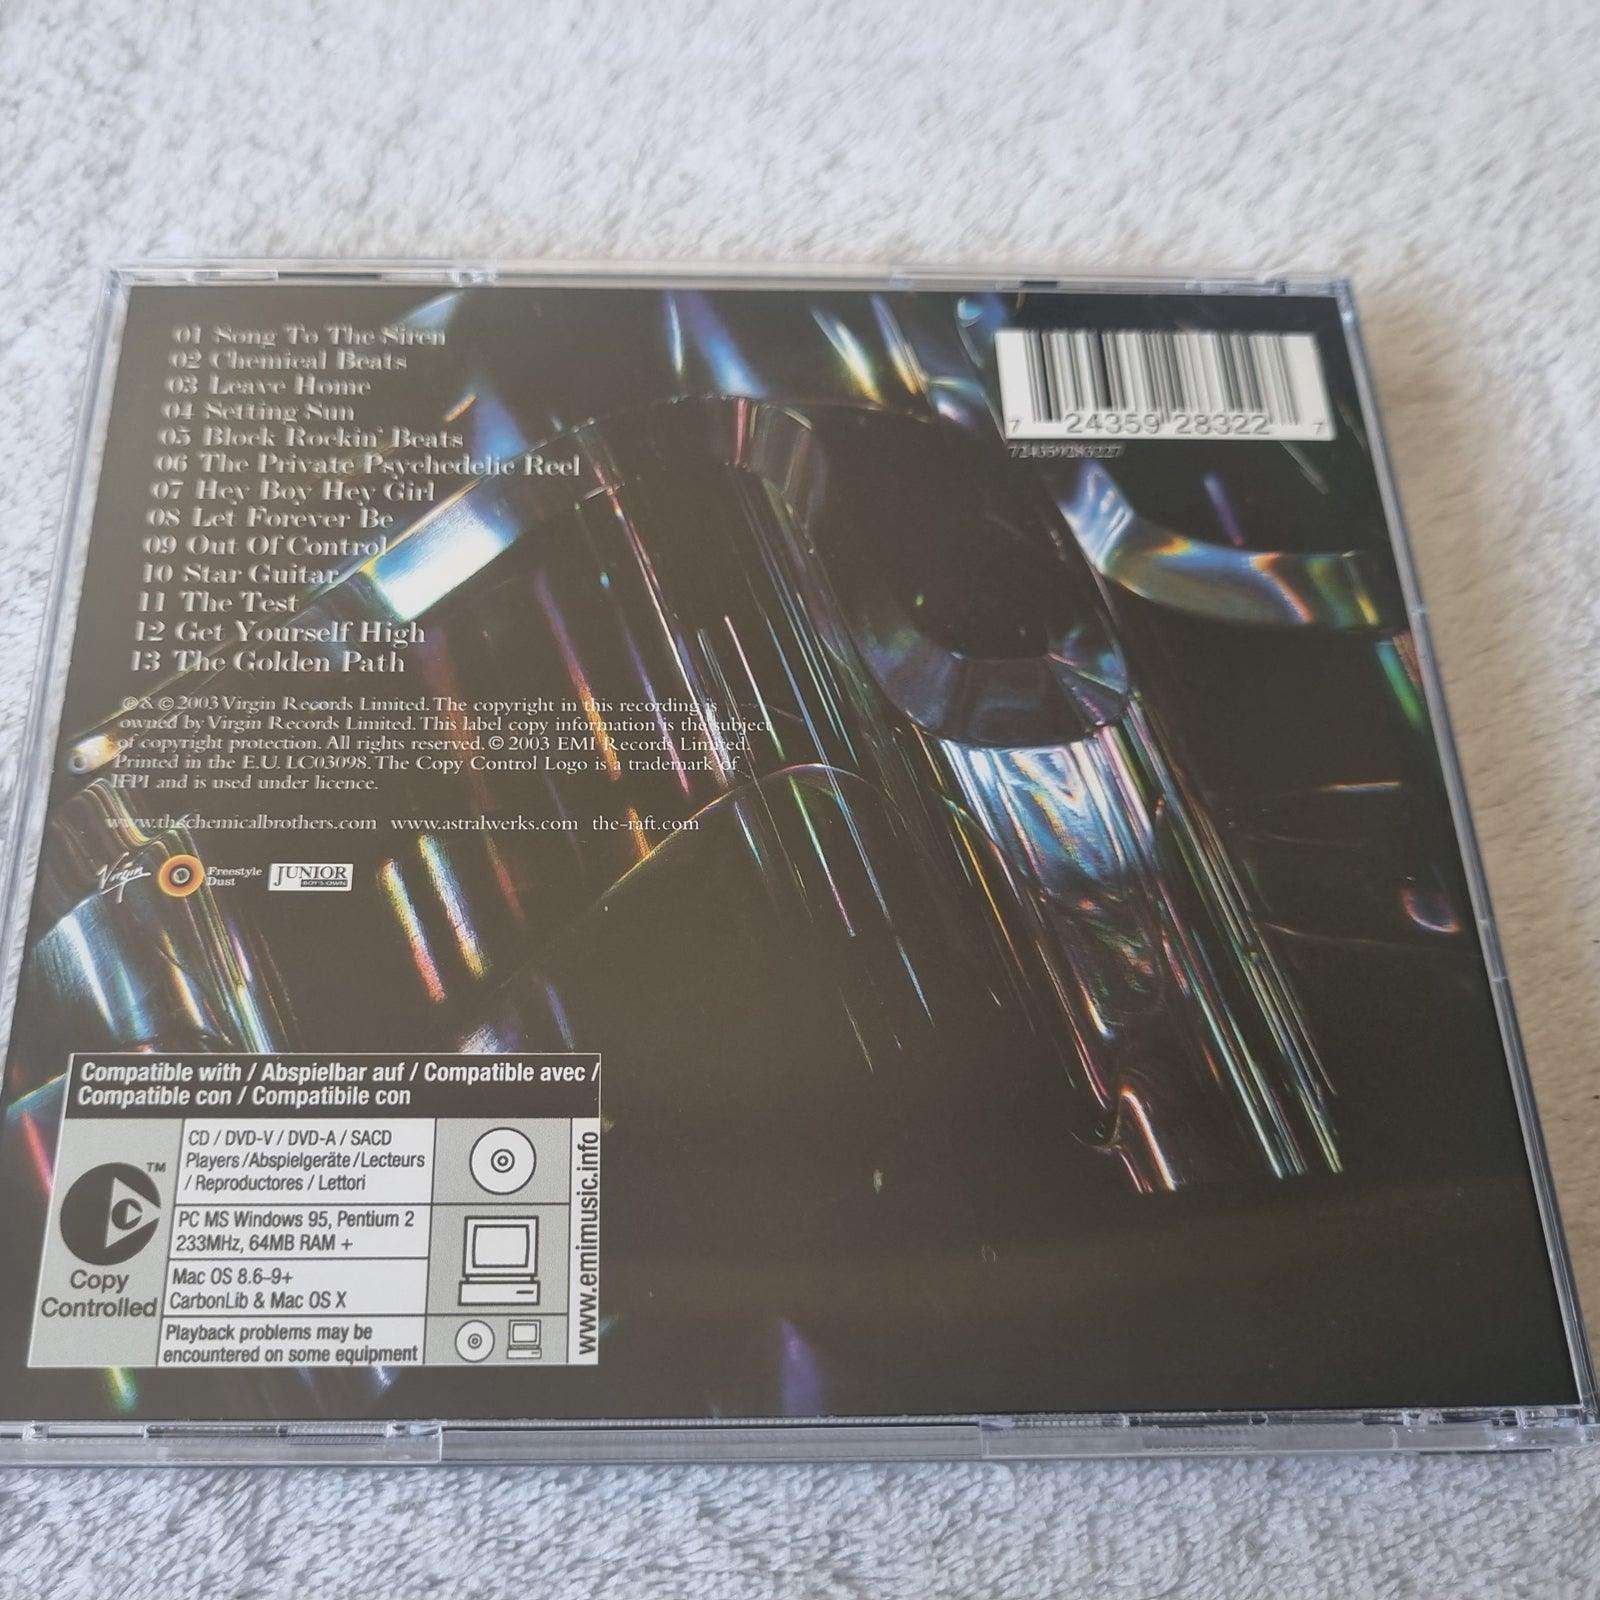 01 Song To The Siren
02 Chemical Beats
03 Leave Home
04 Setting Sun
05 Block Rockin' Beats
06 The Private Psychedelic Reel
07 Hey Boy Hey Girl
08 Let Forever Be
09 Out Of Control
10 Star Guitar
11 The Test
12 Get Yourself High
13 The Golden Path
7 24359 28322 7
724359283227
℗ & © 2003 Virgin Records Limited. The copyright in this recording is
owned by Virgin Records Limited. This label copy information is the subject
of copyright protection. All rights reserved. © 2003 EMI Records Limited.
Printed in the E.U. LC03098. The Copy Control Logo is a trademark of
IFPI and is used under licence.
www.thechemicalbrothers.com www.astralwerks.com the-raft.com
Virgin
Freestyle
Dust
JUNIOR
BOY'S OWN
Compatible with / Abspielbar auf / Compatible avec /
Compatible con / Compatibile con
CD / DVD-V / DVD-A / SACD
Players /Abspielgeräte /Lecteurs
/ Reproductores / Lettori
PC MS Windows 95, Pentium 2
233MHz, 64MB RAM +
Mac OS 8.6-9+
CarbonLib & Mac OS X
Playback problems may be
encountered on some equipment
TM
Copy
Controlled
www.emimusic.info